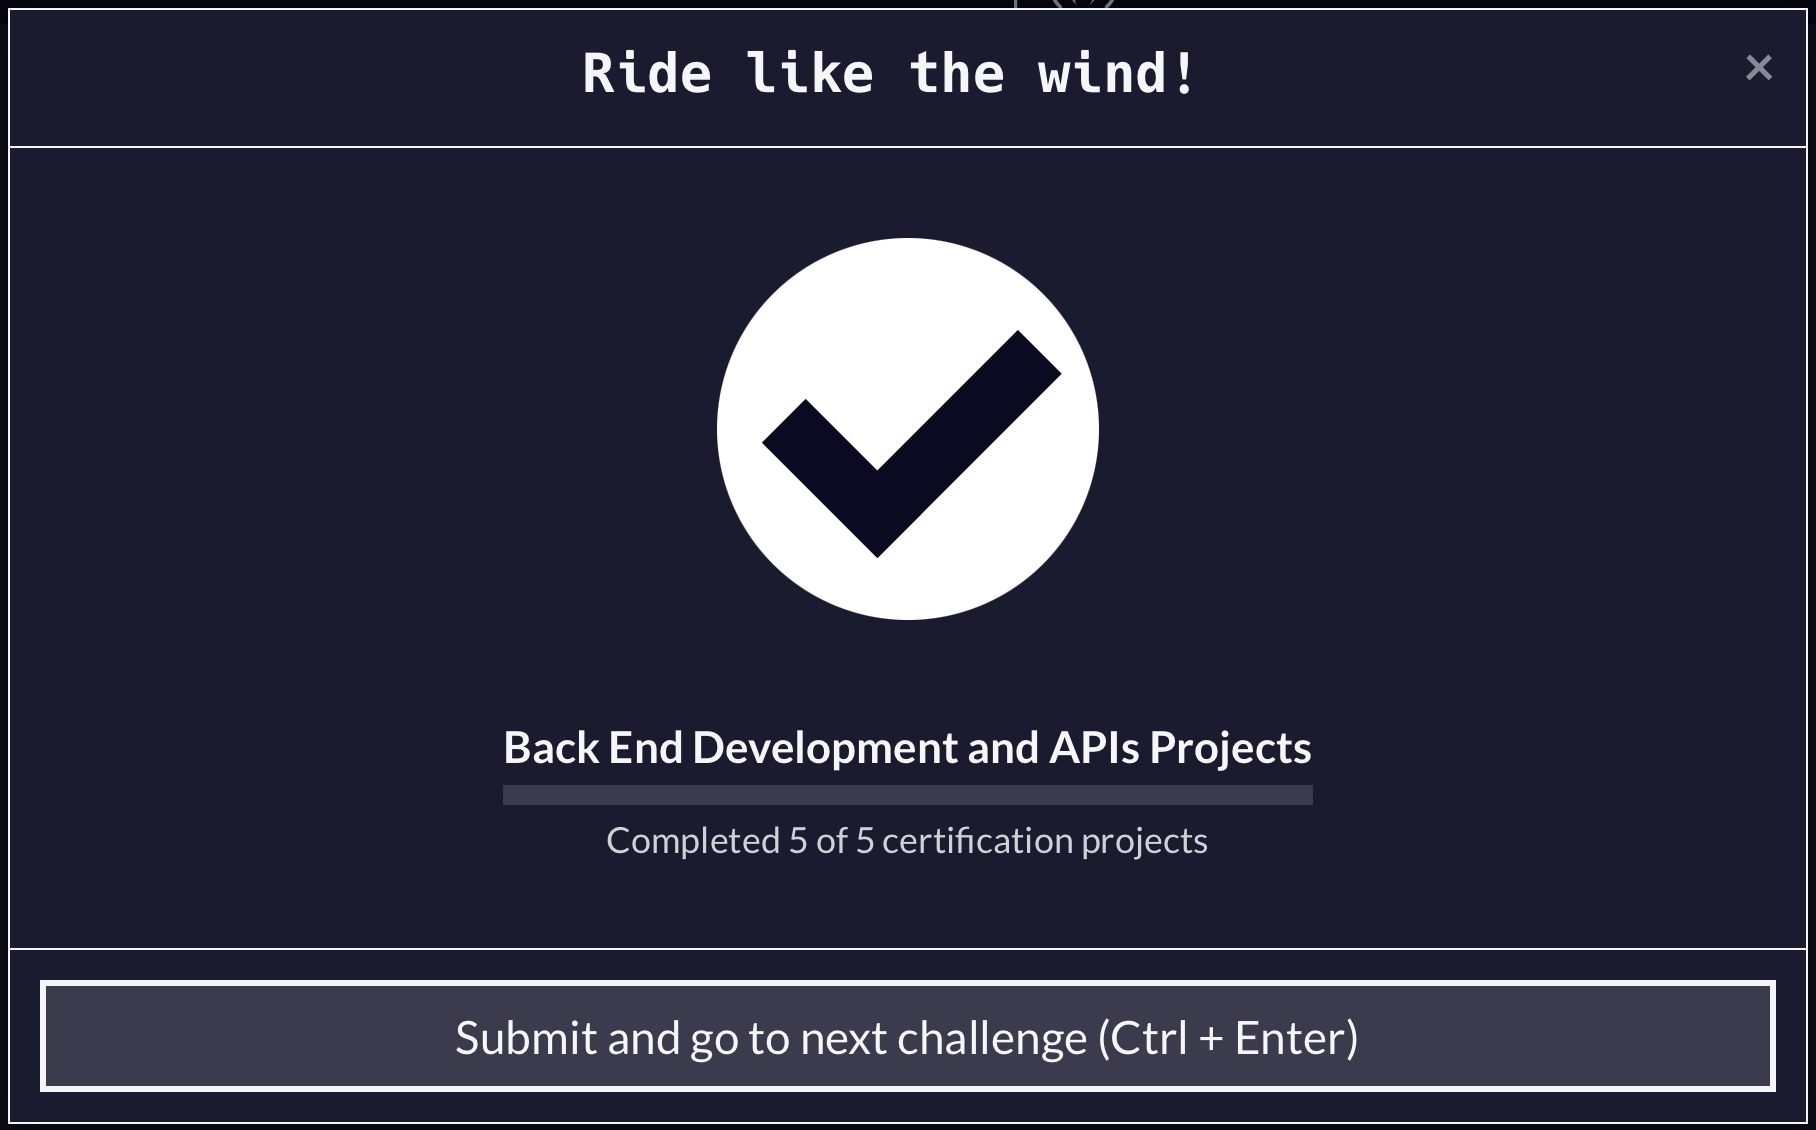 Ride like the wind!
×
Back End Development and APIs Projects
Completed 5 of 5 certification projects
Submit and go to next challenge (Ctrl + Enter)